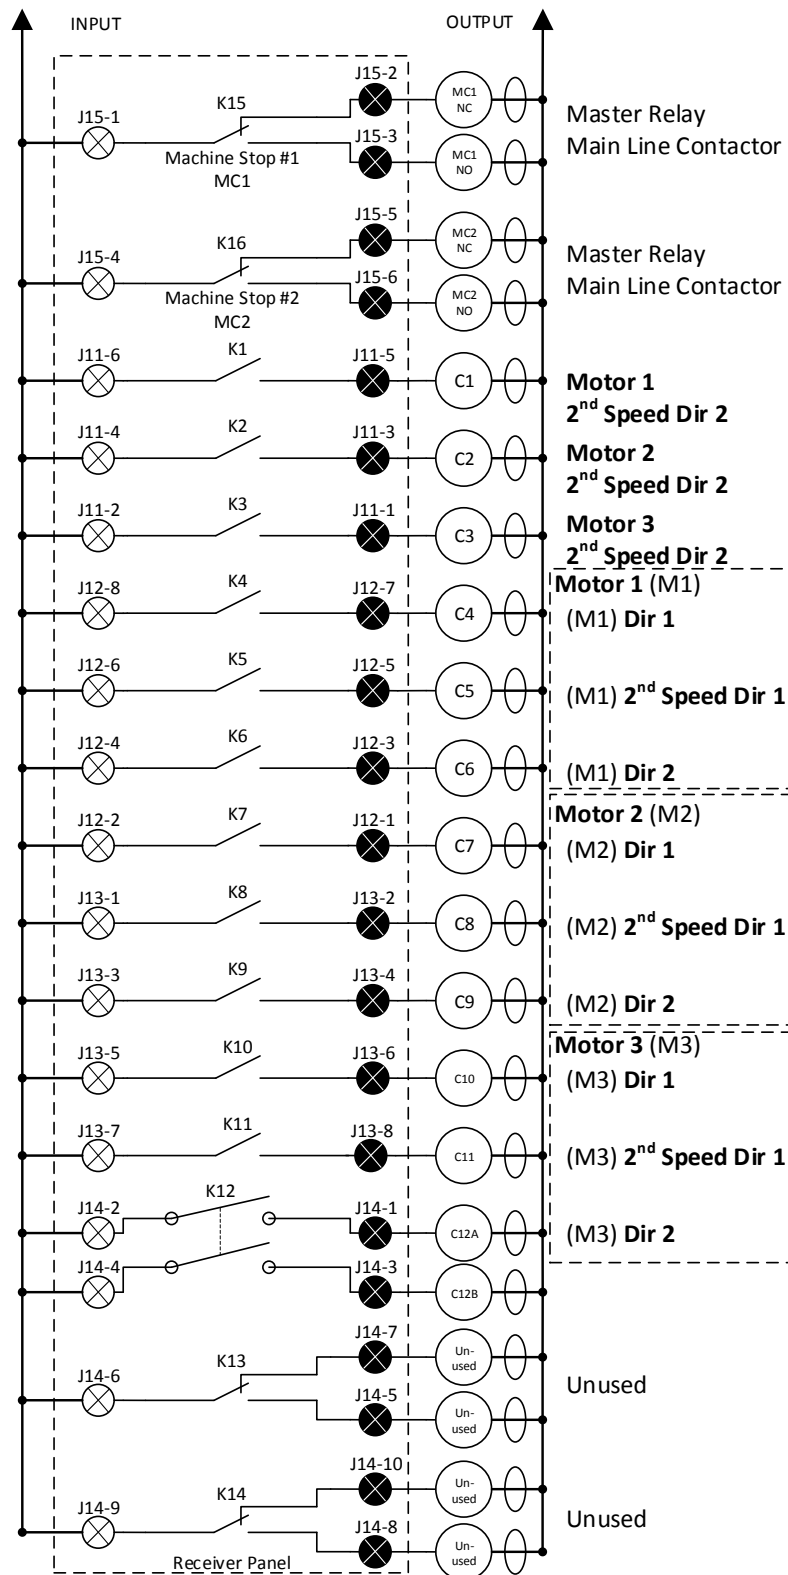 INPUT
OUTPUT
J15-1
K15
J15-2
MC1
NC
Master Relay
J15-3
MC1
NO
Main Line Contactor
Machine Stop #1
MC1
J15-4
K16
J15-5
MC2
NC
Master Relay
J15-6
MC2
NO
Main Line Contactor
Machine Stop #2
MC2
J11-6
K1
J11-5
C1
Motor 1
2nd Speed Dir 2
J11-4
K2
J11-3
C2
Motor 2
2nd Speed Dir 2
J11-2
K3
J11-1
C3
Motor 3
2nd Speed Dir 2
Motor 1 (M1)
J12-8
K4
J12-7
C4
(M1) Dir 1
J12-6
K5
J12-5
C5
(M1) 2nd Speed Dir 1
J12-4
K6
J12-3
C6
(M1) Dir 2
Motor 2 (M2)
J12-2
K7
J12-1
C7
(M2) Dir 1
J13-1
K8
J13-2
C8
(M2) 2nd Speed Dir 1
J13-3
K9
J13-4
C9
(M2) Dir 2
Motor 3 (M3)
J13-5
K10
J13-6
C10
(M3) Dir 1
J13-7
K11
J13-8
C11
(M3) 2nd Speed Dir 1
J14-2
K12
J14-1
C12A
(M3) Dir 2
J14-4
J14-3
C12B
J14-6
K13
J14-7
Un-
used
J14-5
Un-
used
Unused
J14-9
K14
J14-10
Un-
used
J14-8
Un-
used
Unused
Receiver Panel